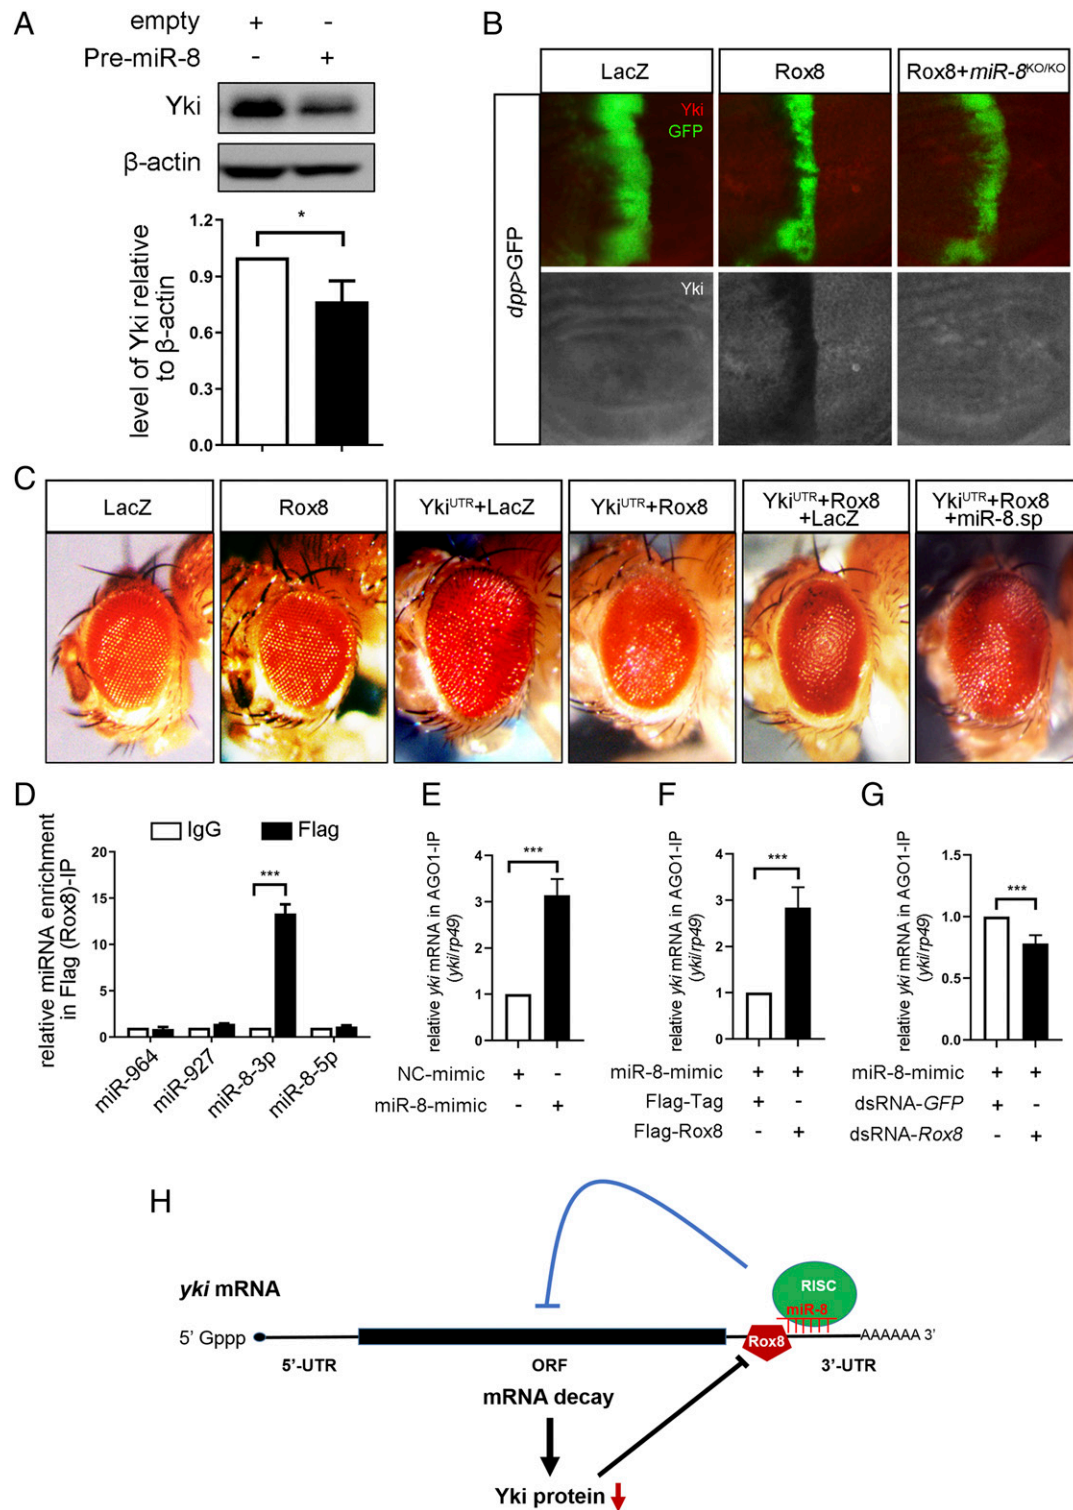 A
empty + -
Pre-miR-8 - +
Yki
β-actin
*
1.2
0.9
0.6
0.3
0.0
level of Yki relative
to β-actin
B
LacZ
Rox8
Rox8+miR-8KO/KO
Yki
GFP
Yki
dpp>GFP
C
LacZ
Rox8
YkiUTR+LacZ
YkiUTR+Rox8
YkiUTR+Rox8
+LacZ
YkiUTR+Rox8
+miR-8.sp
D
IgG
Flag
relative miRNA enrichment
in Flag (Rox8)-IP
20
15
10
5
0
***
miR-964
miR-927
miR-8-3p
miR-8-5p
E
relative yki mRNA in AGO1-IP
(yki/rp49)
4
3
2
1
0
***
NC-mimic + -
miR-8-mimic - +
F
relative yki mRNA in AGO1-IP
(yki/rp49)
4
3
2
1
0
***
miR-8-mimic + +
Flag-Tag + -
Flag-Rox8 - +
G
relative yki mRNA in AGO1-IP
(yki/rp49)
1.5
1.0
0.5
0.0
***
miR-8-mimic + +
dsRNA-GFP + -
dsRNA-Rox8 - +
H
yki mRNA
RISC
miR-8
5' Gppp
Rox8
AAAAAA 3'
5'-UTR
ORF
3'-UTR
mRNA decay
Yki protein